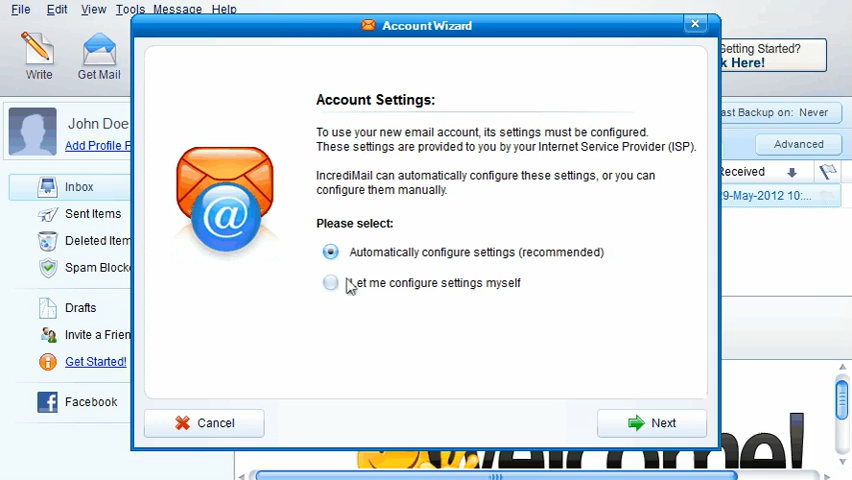 File Edit View Tools Message Help
Account Wizard
Write Get Mail
Getting Started?
k Here!
John Doe
Add Profile P
ast Backup on: Never
Advanced
Received
9-May-2012 10:...
Inbox
Sent Items
Deleted Item
Spam Blocke
Drafts
Invite a Frien
Get Started!
Facebook
Account Settings:
To use your new email account, its settings must be configured.
These settings are provided to you by your Internet Service Provider (ISP).
IncrediMail can automatically configure these settings, or you can
configure them manually.
Please select:
Automatically configure settings (recommended)
Let me configure settings myself
Cancel
Next
Welcome!